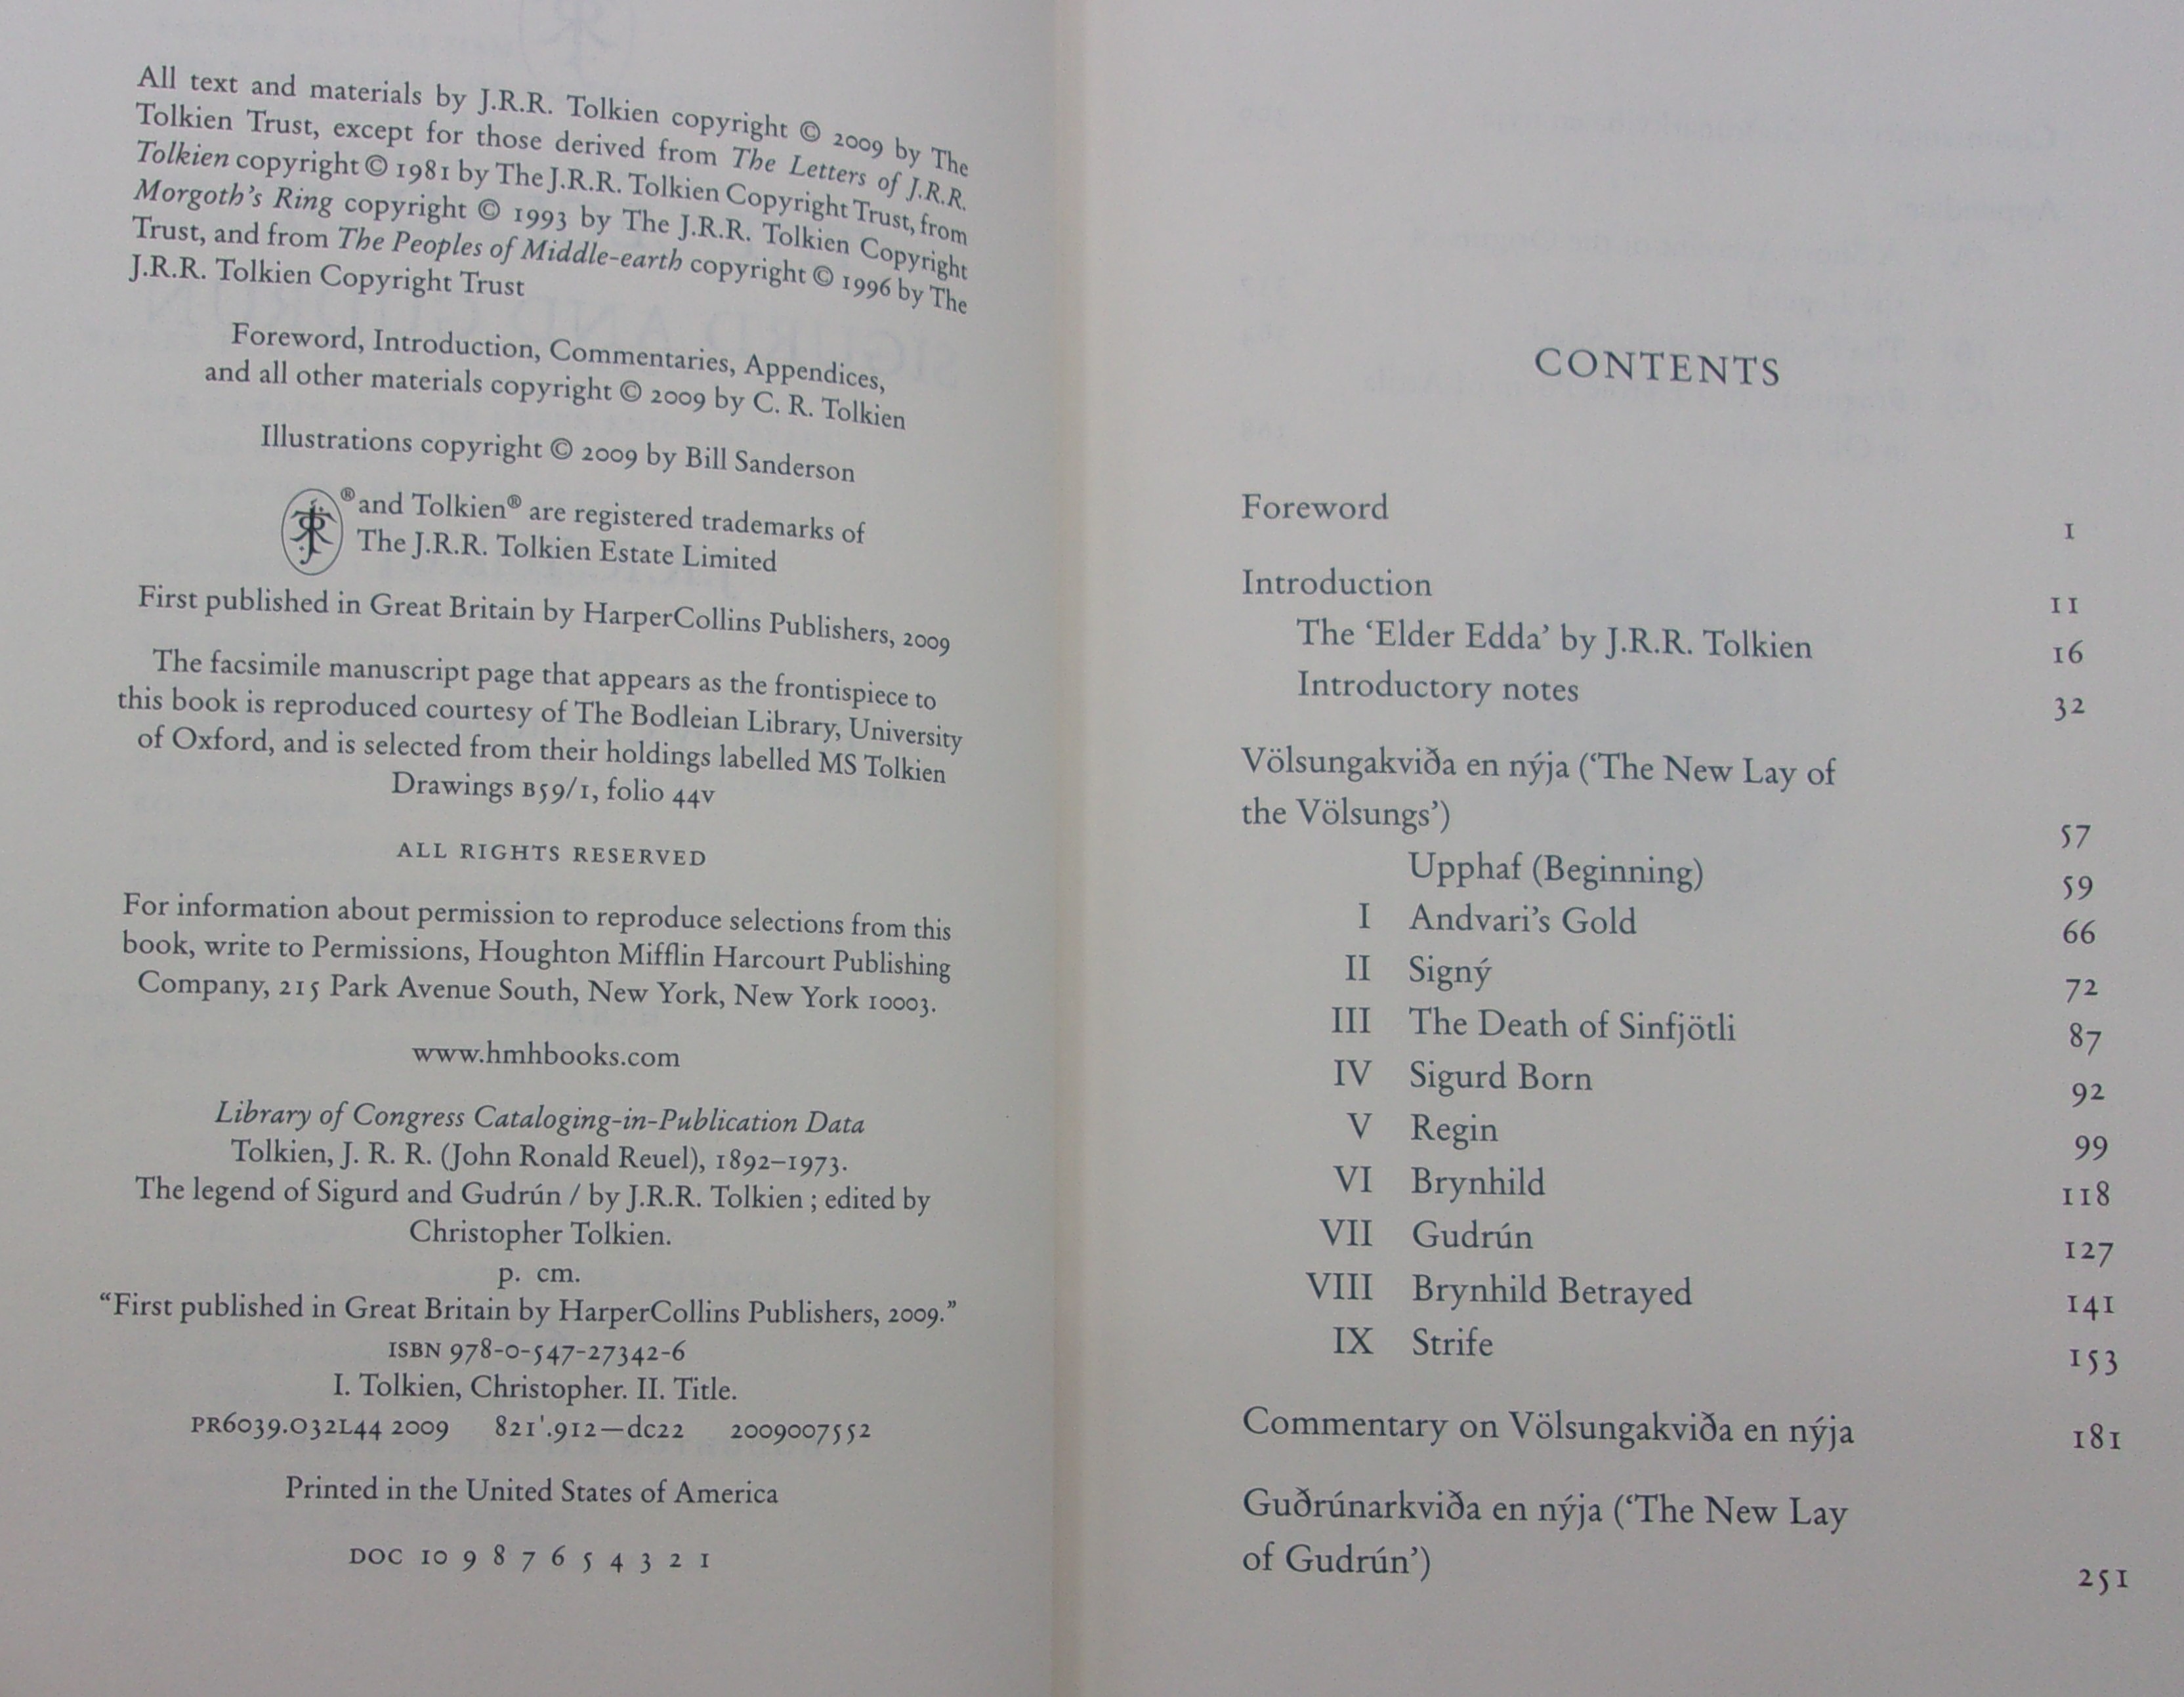 All text and materials by J.R.R. Tolkien copyright © 2009 by The
Tolkien Trust, except for those derived from The Letters of J.R.R.
Tolkien copyright © 1981 by The J.R.R. Tolkien Copyright Trust, from
Morgoth's Ring copyright © 1993 by The J.R.R. Tolkien Copyright
Trust, and from The Peoples of Middle-earth copyright © 1996 by The
J.R.R. Tolkien Copyright Trust
Foreword, Introduction, Commentaries, Appendices,
and all other materials copyright © 2009 by C. R. Tolkien
Illustrations copyright © 2009 by Bill Sanderson
® and Tolkien® are registered trademarks of
The J.R.R. Tolkien Estate Limited
First published in Great Britain by HarperCollins Publishers, 2009
The facsimile manuscript page that appears as the frontispiece to
this book is reproduced courtesy of The Bodleian Library, University
of Oxford, and is selected from their holdings labelled MS Tolkien
Drawings B59/1, folio 44v
ALL RIGHTS RESERVED
For information about permission to reproduce selections from this
book, write to Permissions, Houghton Mifflin Harcourt Publishing
Company, 215 Park Avenue South, New York, New York 10003.
www.hmhbooks.com
Library of Congress Cataloging-in-Publication Data
Tolkien, J. R. R. (John Ronald Reuel), 1892–1973.
The legend of Sigurd and Gudrún / by J.R.R. Tolkien ; edited by
Christopher Tolkien.
p. cm.
“First published in Great Britain by HarperCollins Publishers, 2009.”
ISBN 978-0-547-27342-6
I. Tolkien, Christopher. II. Title.
PR6039.O32L44 2009 821'.912—dc22 2009007552
Printed in the United States of America
DOC 10 9 8 7 6 5 4 3 2 1
CONTENTS
Foreword 1
Introduction 11
The ‘Elder Edda’ by J.R.R. Tolkien 16
Introductory notes 32
Völsungakviða en nýja (‘The New Lay of
the Völsungs’) 57
Upphaf (Beginning) 59
I Andvari’s Gold 66
II Signý 72
III The Death of Sinfjötli 87
IV Sigurd Born 92
V Regin 99
VI Brynhild 118
VII Gudrún 127
VIII Brynhild Betrayed 141
IX Strife 153
Commentary on Völsungakviða en nýja 181
Guðrúnarkviða en nýja (‘The New Lay
of Gudrún’) 251